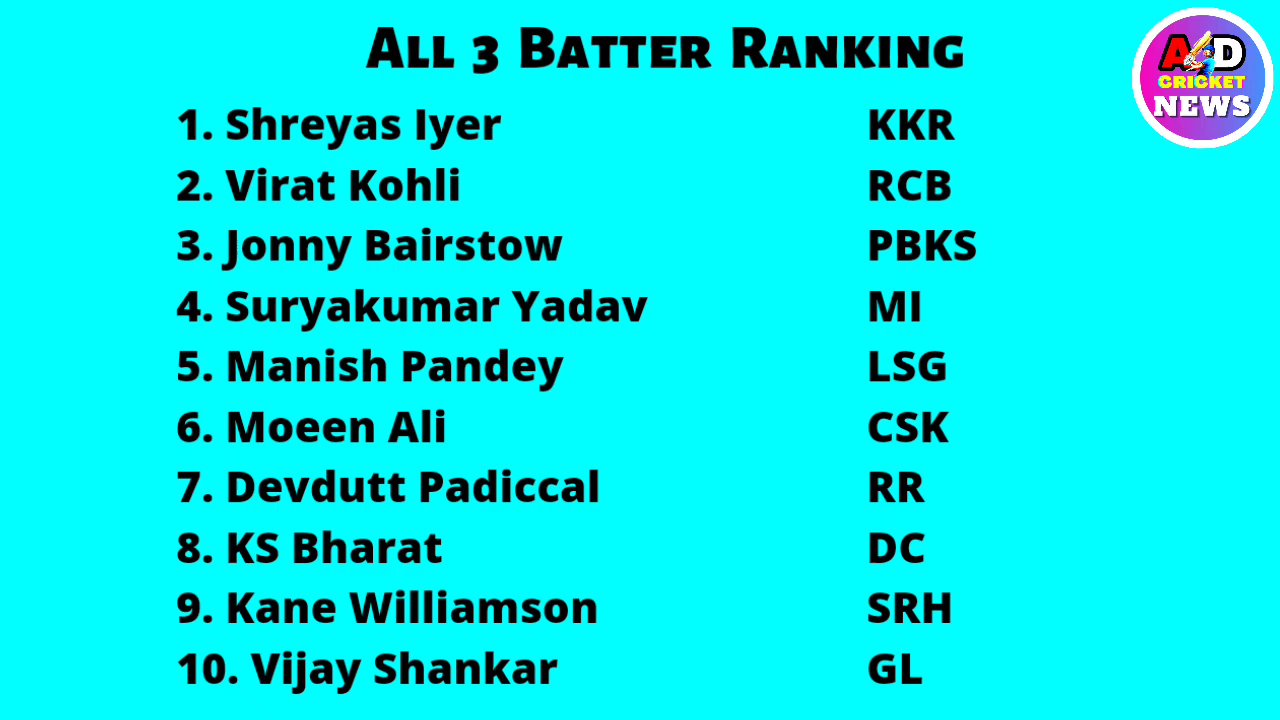 All 3 Batter Ranking
A D
CRICKET
NEWS
1. Shreyas Iyer KKR
2. Virat Kohli RCB
3. Jonny Bairstow PBKS
4. Suryakumar Yadav MI
5. Manish Pandey LSG
6. Moeen Ali CSK
7. Devdutt Padiccal RR
8. KS Bharat DC
9. Kane Williamson SRH
10. Vijay Shankar GL